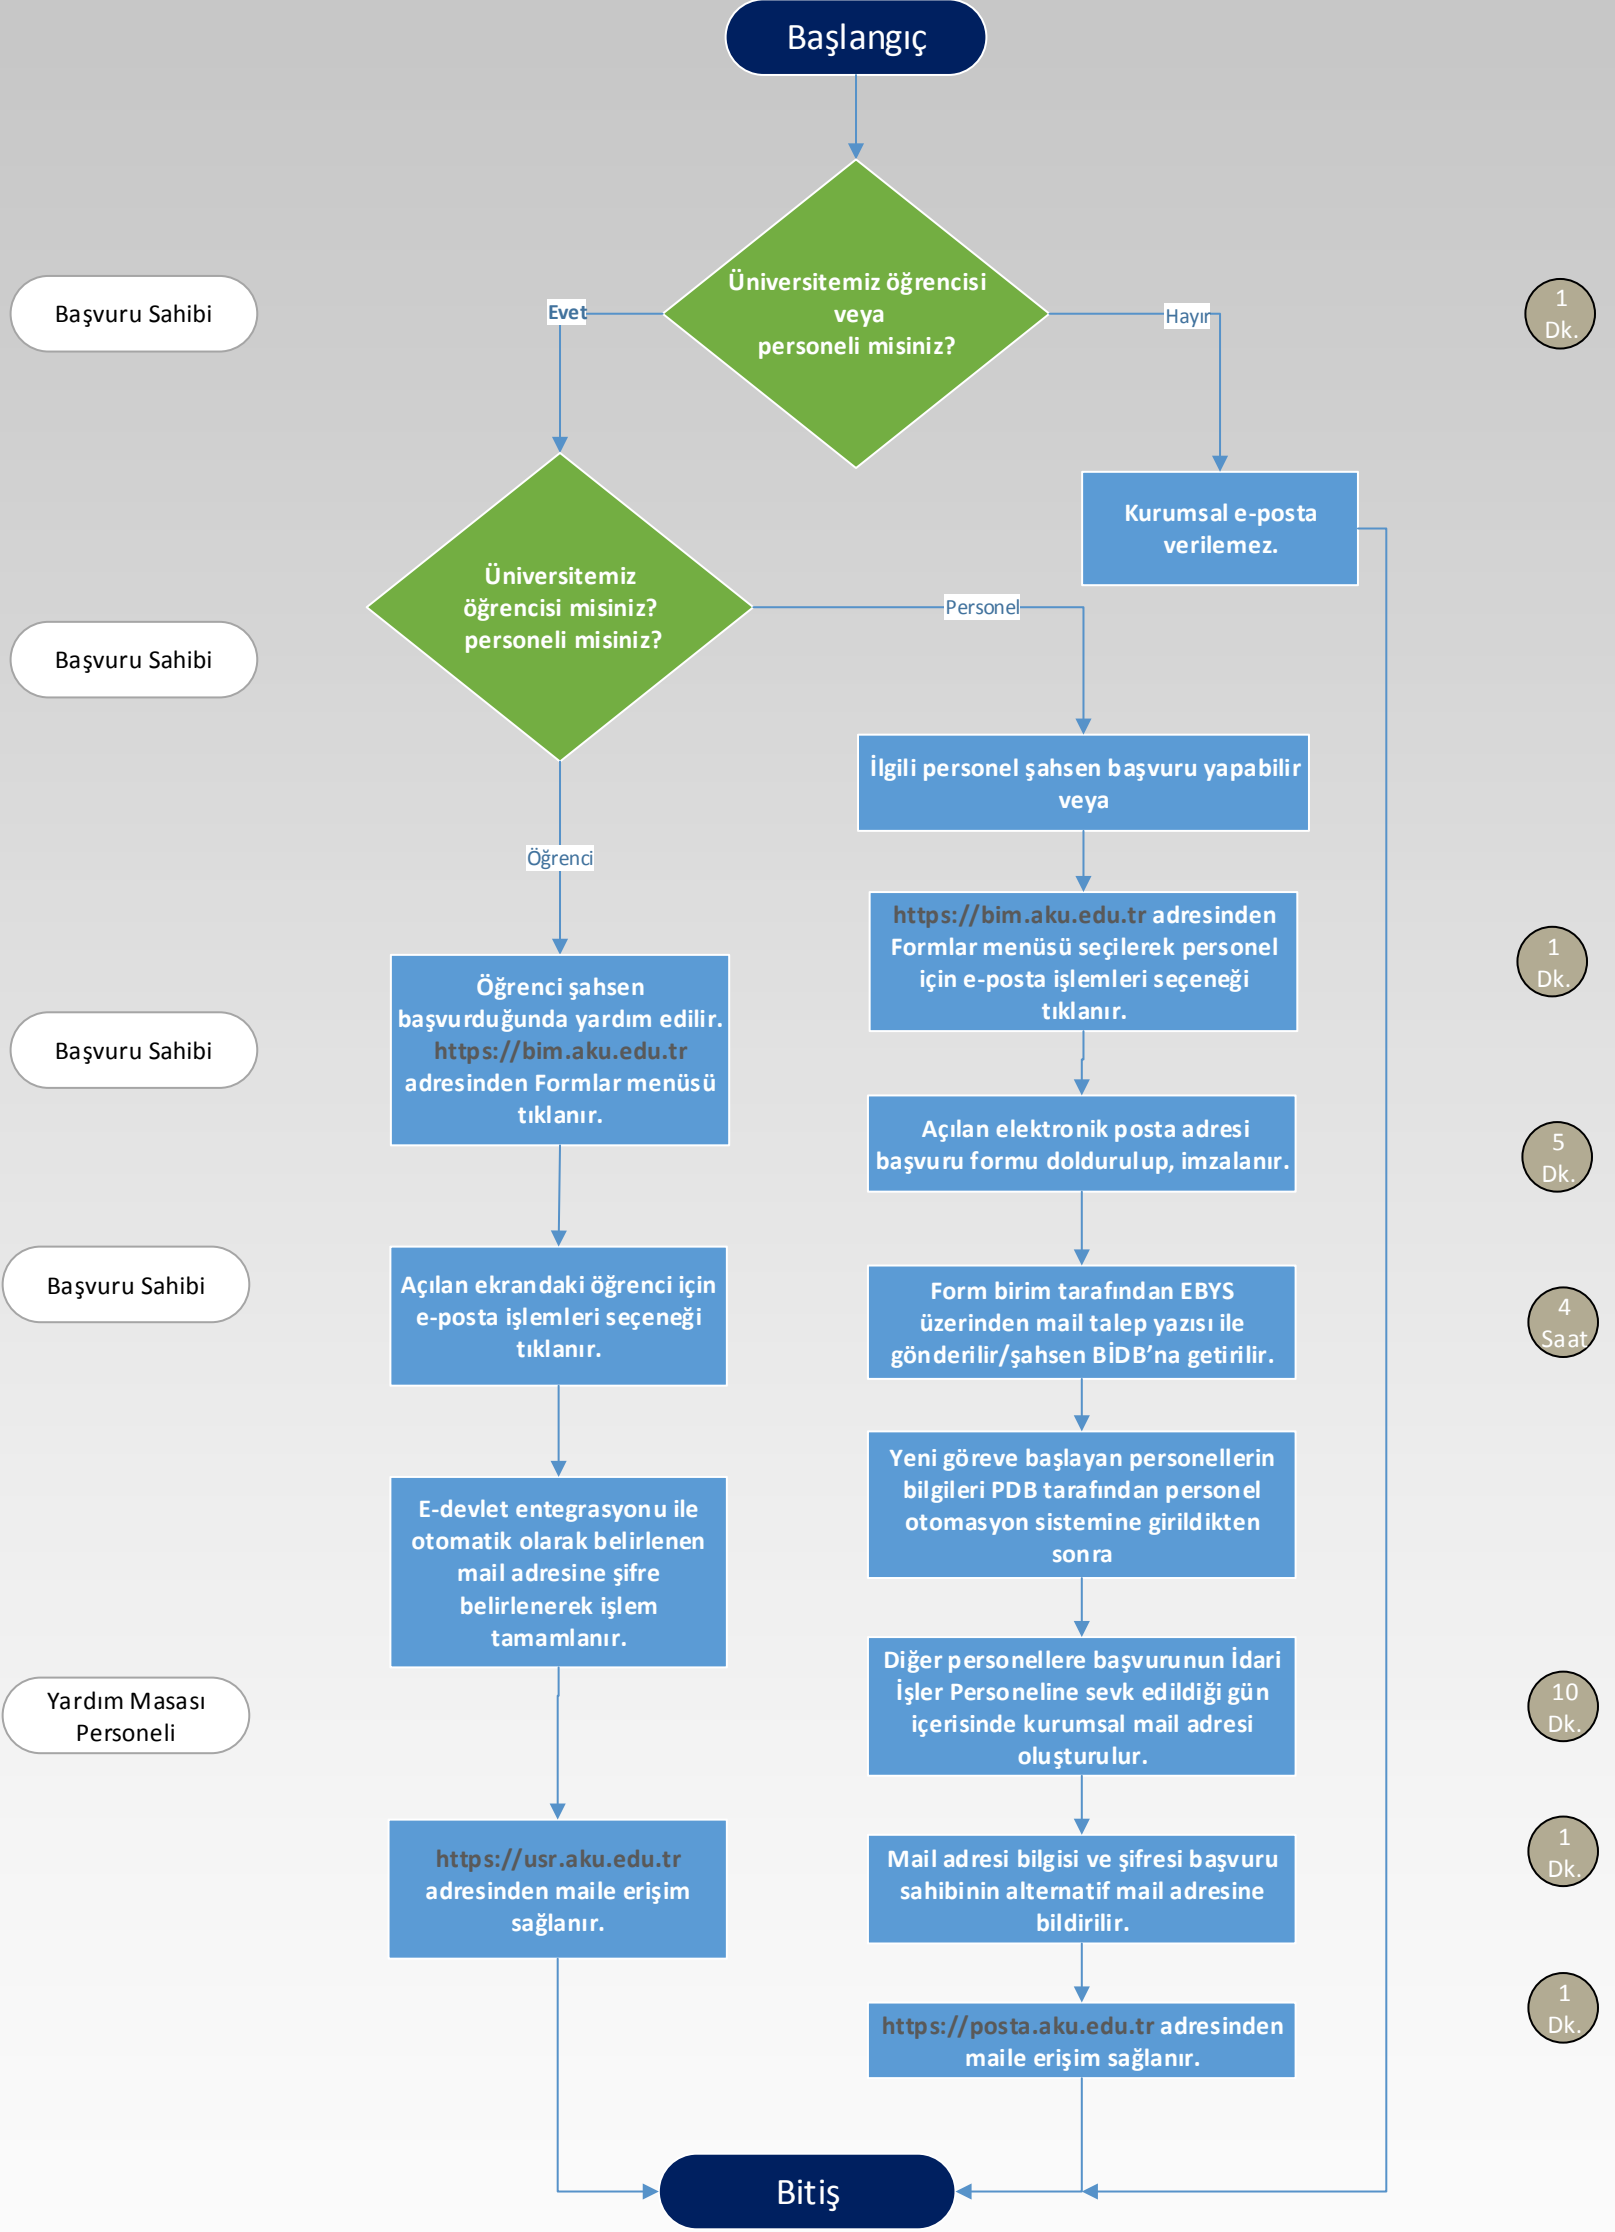 Başlangıç
Üniversitemiz öğrencisi
veya
personeli misiniz?
Başvuru Sahibi
Evet
Hayır
1
Dk.
Kurumsal e-posta
verilemez.
Üniversitemiz
öğrencisi misiniz?
personeli misiniz?
Personel
Başvuru Sahibi
İlgili personel şahsen başvuru yapabilir
veya
Öğrenci
https://bim.aku.edu.tr adresinden
Formlar menüsü seçilerek personel
için e-posta işlemleri seçeneği
tıklanır.
1
Dk.
Öğrenci şahsen
başvurduğunda yardım edilir.
https://bim.aku.edu.tr
adresinden Formlar menüsü
tıklanır.
Başvuru Sahibi
Açılan elektronik posta adresi
başvuru formu doldurulup, imzalanır.
5
Dk.
Başvuru Sahibi
Açılan ekrandaki öğrenci için
e-posta işlemleri seçeneği
tıklanır.
Form birim tarafından EBYS
üzerinden mail talep yazısı ile
gönderilir/şahsen BİDB’na getirilir.
4
Saat
Yeni göreve başlayan personellerin
bilgileri PDB tarafından personel
otomasyon sistemine girildikten
sonra
E-devlet entegrasyonu ile
otomatik olarak belirlenen
mail adresine şifre
belirlenerek işlem
tamamlanır.
Yardım Masası
Personeli
Diğer personellere başvurunun İdari
İşler Personeline sevk edildiği gün
içerisinde kurumsal mail adresi
oluşturulur.
10
Dk.
https://usr.aku.edu.tr
adresinden maile erişim
sağlanır.
Mail adresi bilgisi ve şifresi başvuru
sahibinin alternatif mail adresine
bildirilir.
1
Dk.
https://posta.aku.edu.tr adresinden
maile erişim sağlanır.
1
Dk.
Bitiş